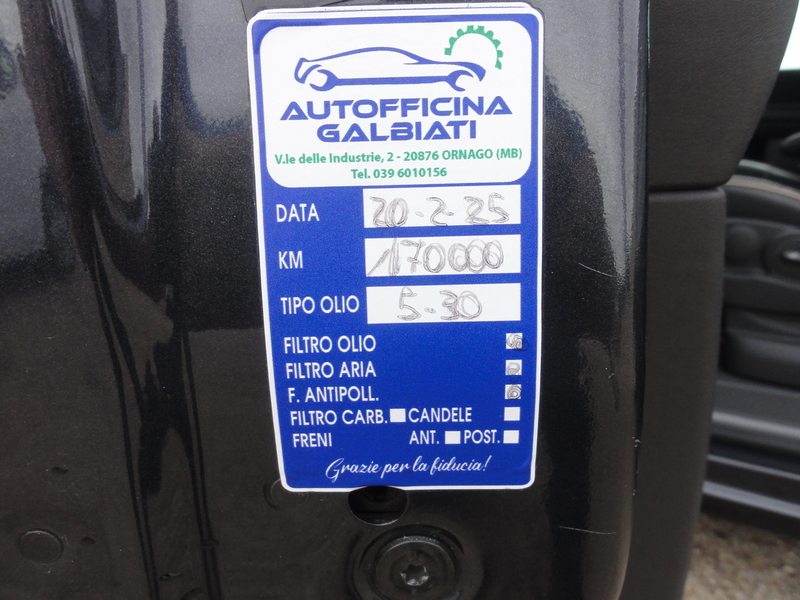 AUTOFFICINA
GALBIATI
V.le delle Industrie, 2 - 20876 ORNAGO (MB)
Tel. 039 6010156
DATA 20-2-25
KM 170000
TIPO OLIO 5-30
FILTRO OLIO
FILTRO ARIA
F. ANTIPOLL.
FILTRO CARB. CANDELE
FRENI ANT. POST.
Grazie per la fiducia!